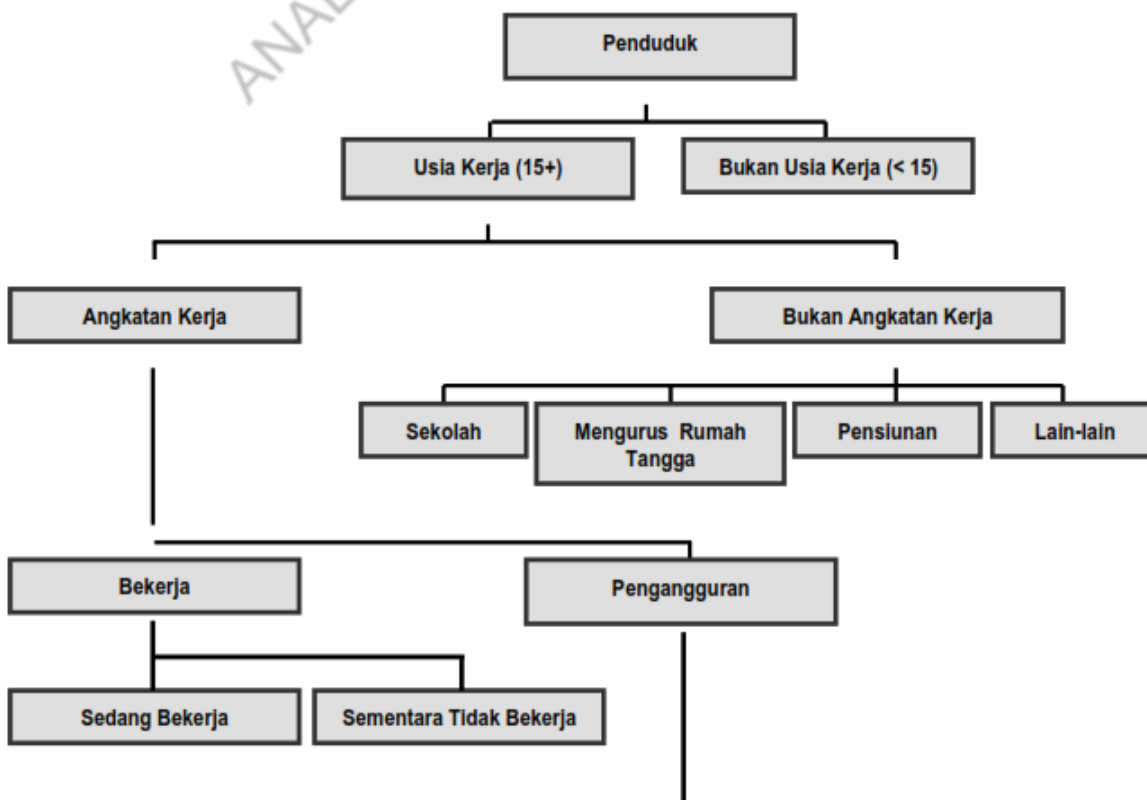 Penduduk
Usia Kerja (15+)
Bukan Usia Kerja (< 15)
Angkatan Kerja
Bukan Angkatan Kerja
Sekolah
Mengurus Rumah
Tangga
Pensiunan
Lain-lain
Bekerja
Pengangguran
Sedang Bekerja
Sementara Tidak Bekerja